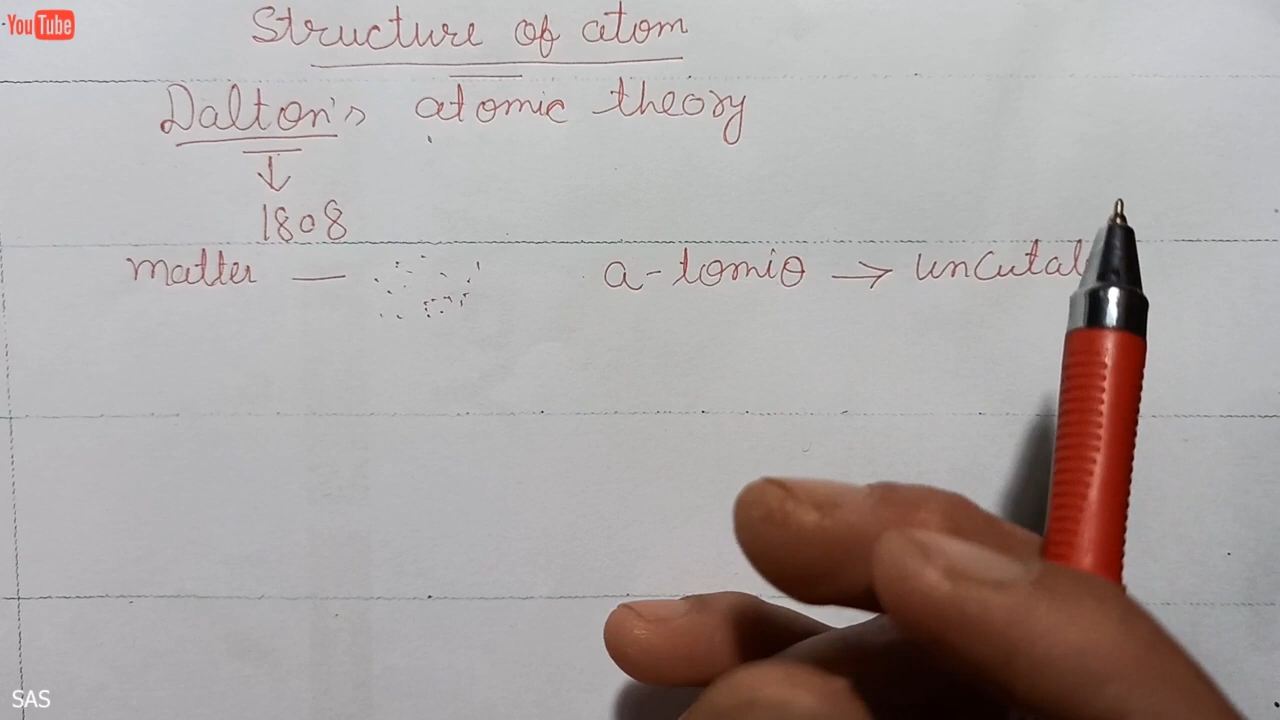 YouTube
Structure of atom
Dalton's atomic theory
↓
1808
matter — a-tomio → uncutal
SAS